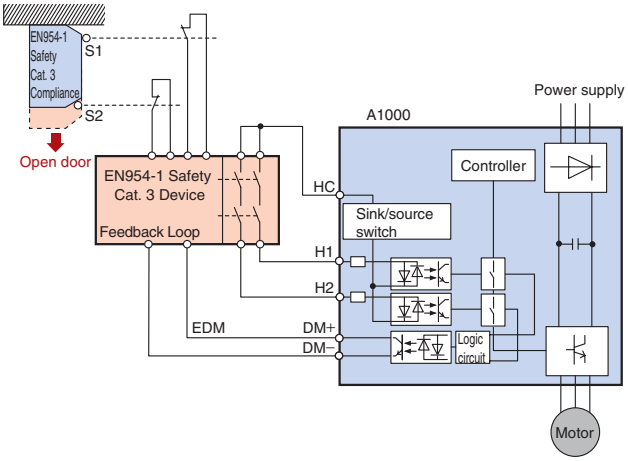 EN954-1
Safety
Cat. 3
Compliance
S1
S2
Open door
EN954-1 Safety
Cat. 3 Device
Feedback Loop
EDM
HC
H1
H2
DM+
DM−
A1000
Sink/source
switch
Controller
Logic
circuit
Power supply
Motor